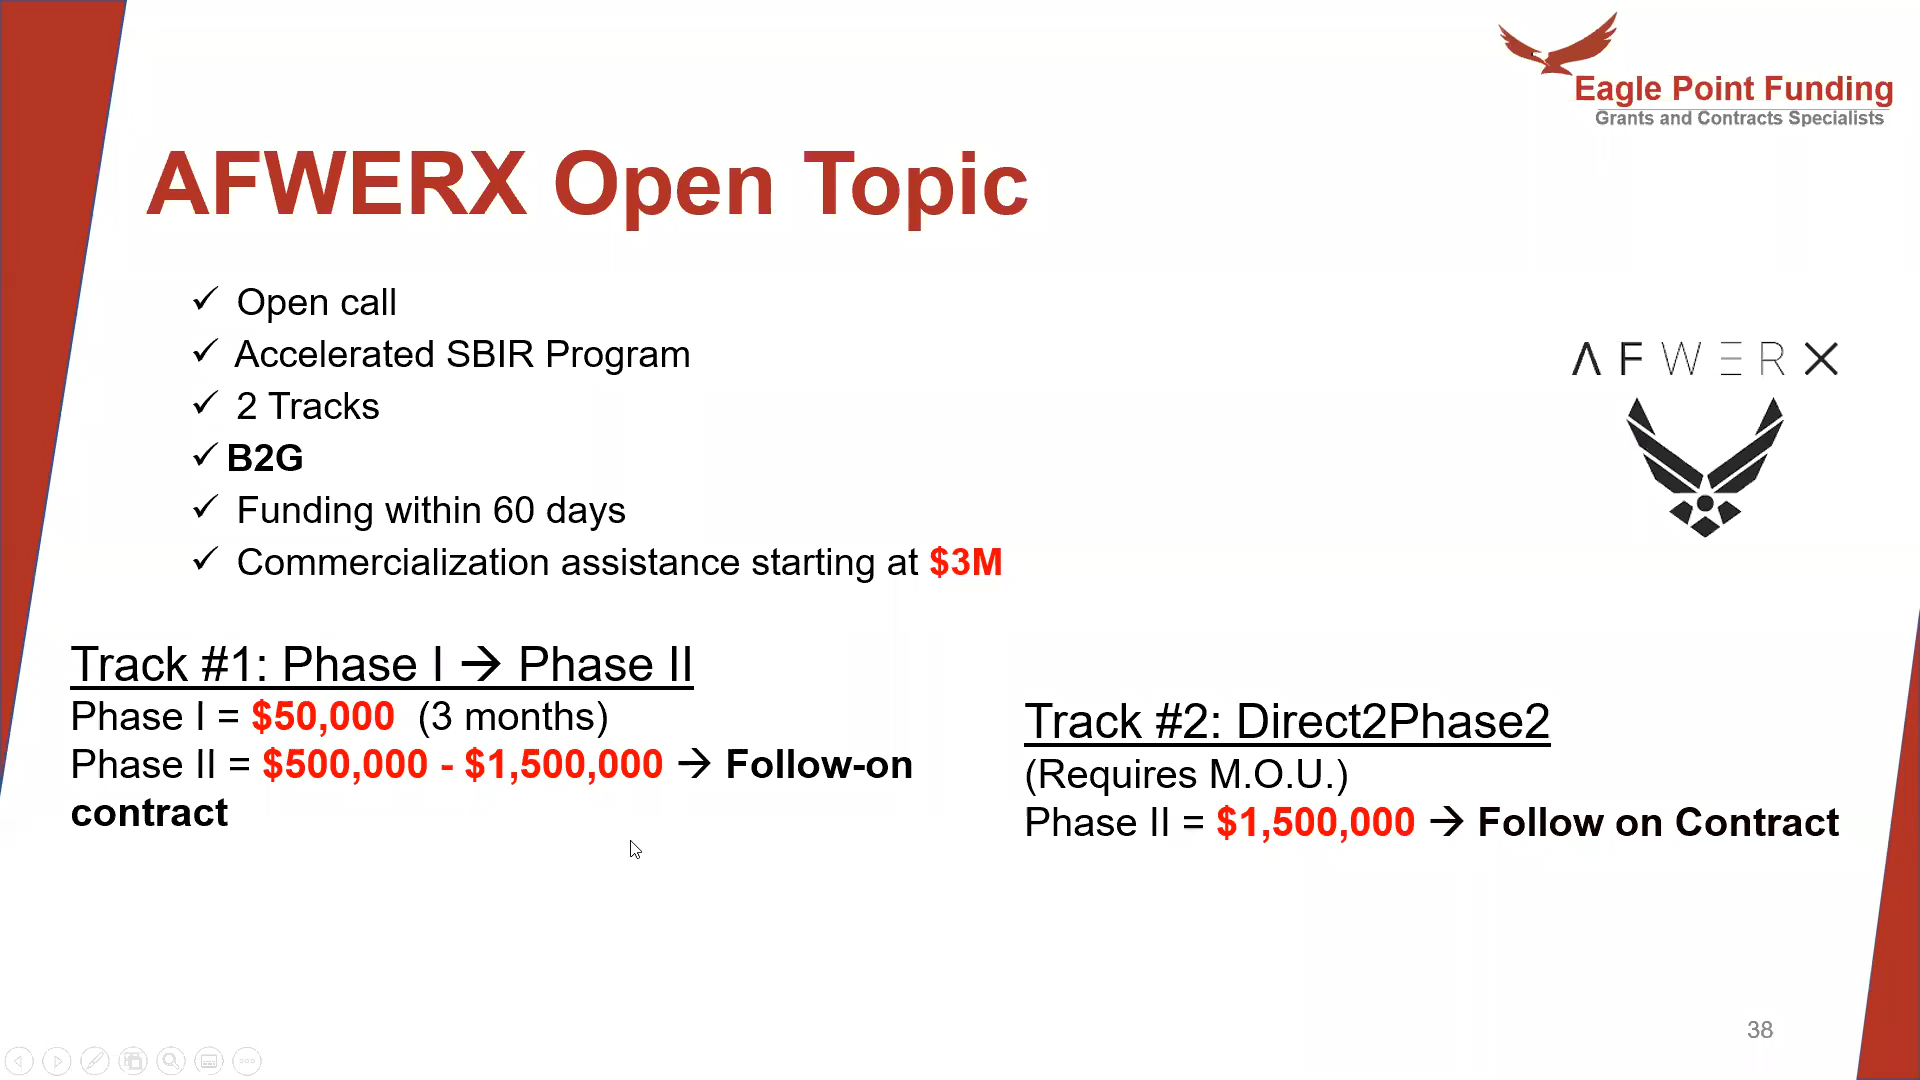 Eagle Point Funding
Grants and Contracts Specialists
AFWERX Open Topic
✓ Open call
✓ Accelerated SBIR Program
✓ 2 Tracks
✓ B2G
✓ Funding within 60 days
✓ Commercialization assistance starting at $3M
AFWERX
Track #1: Phase I → Phase II
Phase I = $50,000 (3 months)
Phase II = $500,000 - $1,500,000 → Follow-on
contract
Track #2: Direct2Phase2
(Requires M.O.U.)
Phase II = $1,500,000 → Follow on Contract
38